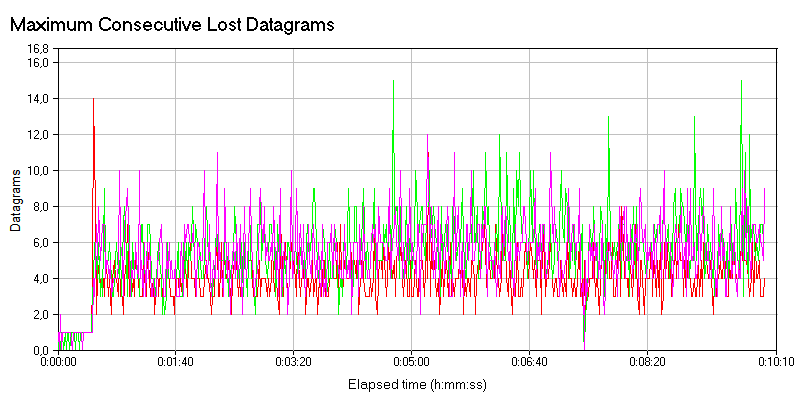 Maximum Consecutive Lost Datagrams
16,8
16,0
14,0
12,0
10,0
8,0
6,0
4,0
2,0
0,0
Datagrams
0:00:00 0:01:40 0:03:20 0:05:00 0:06:40 0:08:20 0:10:10
Elapsed time (h:mm:ss)